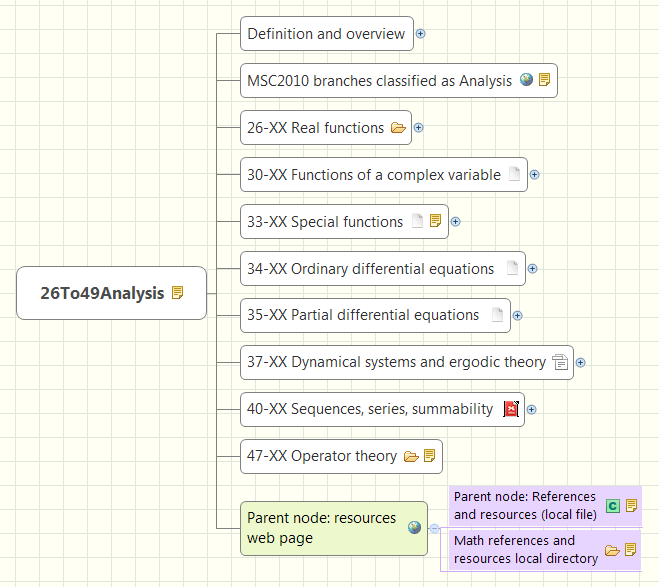 Definition and overview
MSC2010 branches classified as Analysis
26-XX Real functions
30-XX Functions of a complex variable
33-XX Special functions
34-XX Ordinary differential equations
26To49Analysis
35-XX Partial differential equations
37-XX Dynamical systems and ergodic theory
40-XX Sequences, series, summability
47-XX Operator theory
Parent node: resources
web page
Parent node: References
and resources (local file)
C
Math references and
resources local directory